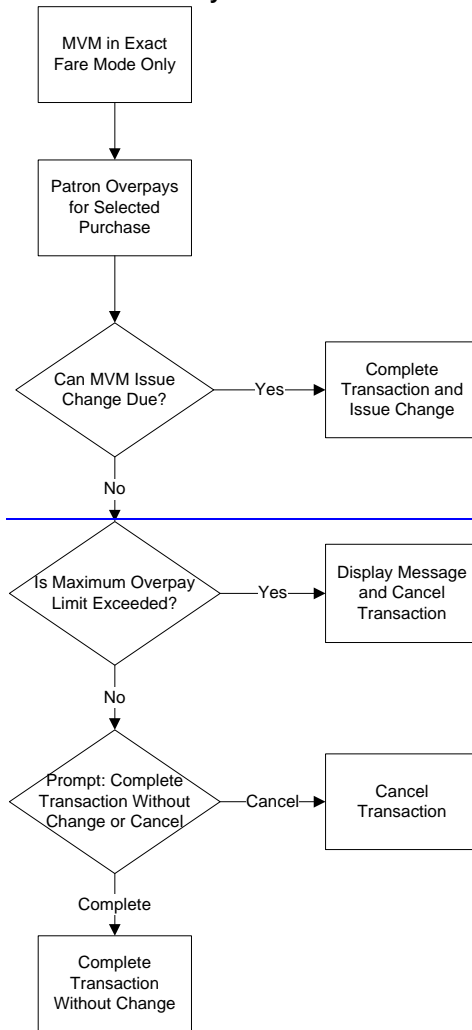 MVM in Exact
Fare Mode Only
Patron Overpays
for Selected
Purchase
Can MVM Issue
Change Due?
Yes
Complete
Transaction and
Issue Change
No
Is Maximum Overpay
Limit Exceeded?
Yes
Display Message
and Cancel
Transaction
No
Prompt: Complete
Transaction Without
Change or Cancel
Cancel
Cancel
Transaction
Complete
Complete
Transaction
Without Change